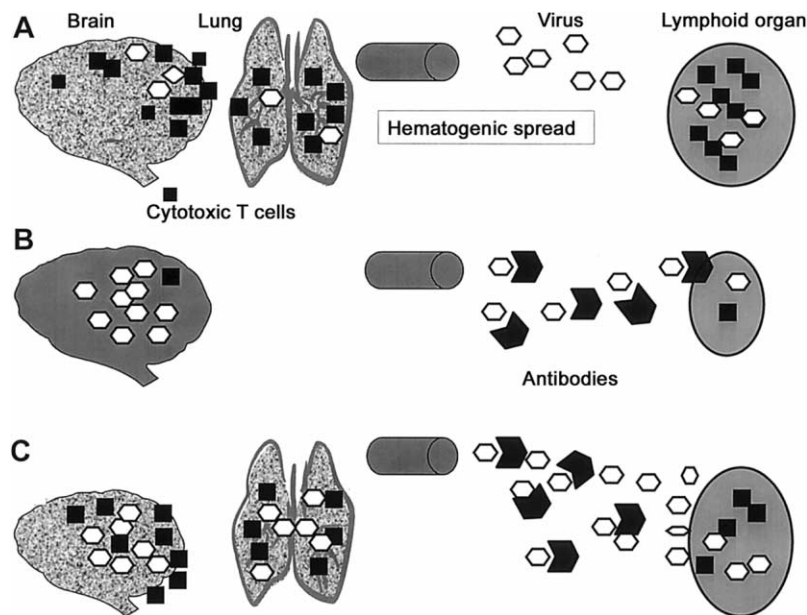 A
Brain
Lung
Virus
Lymphoid organ
Hematogenic spread
Cytotoxic T cells
B
Antibodies
C